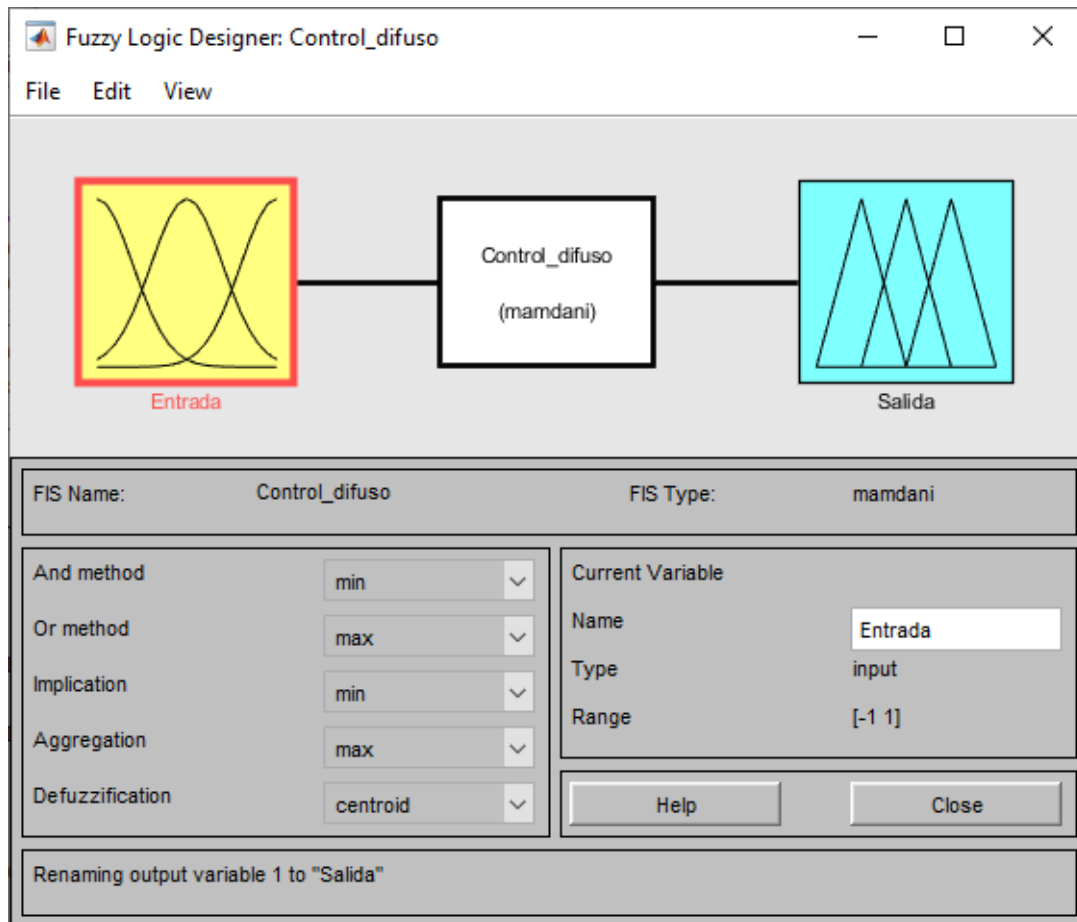 Fuzzy Logic Designer: Control_difuso
File Edit View
Control_difuso
(mamdani)
Entrada
Salida
FIS Name: Control_difuso FIS Type: mamdani
And method min
Or method max
Implication min
Aggregation max
Defuzzification centroid
Current Variable
Name Entrada
Type input
Range [-1 1]
Help Close
Renaming output variable 1 to "Salida"